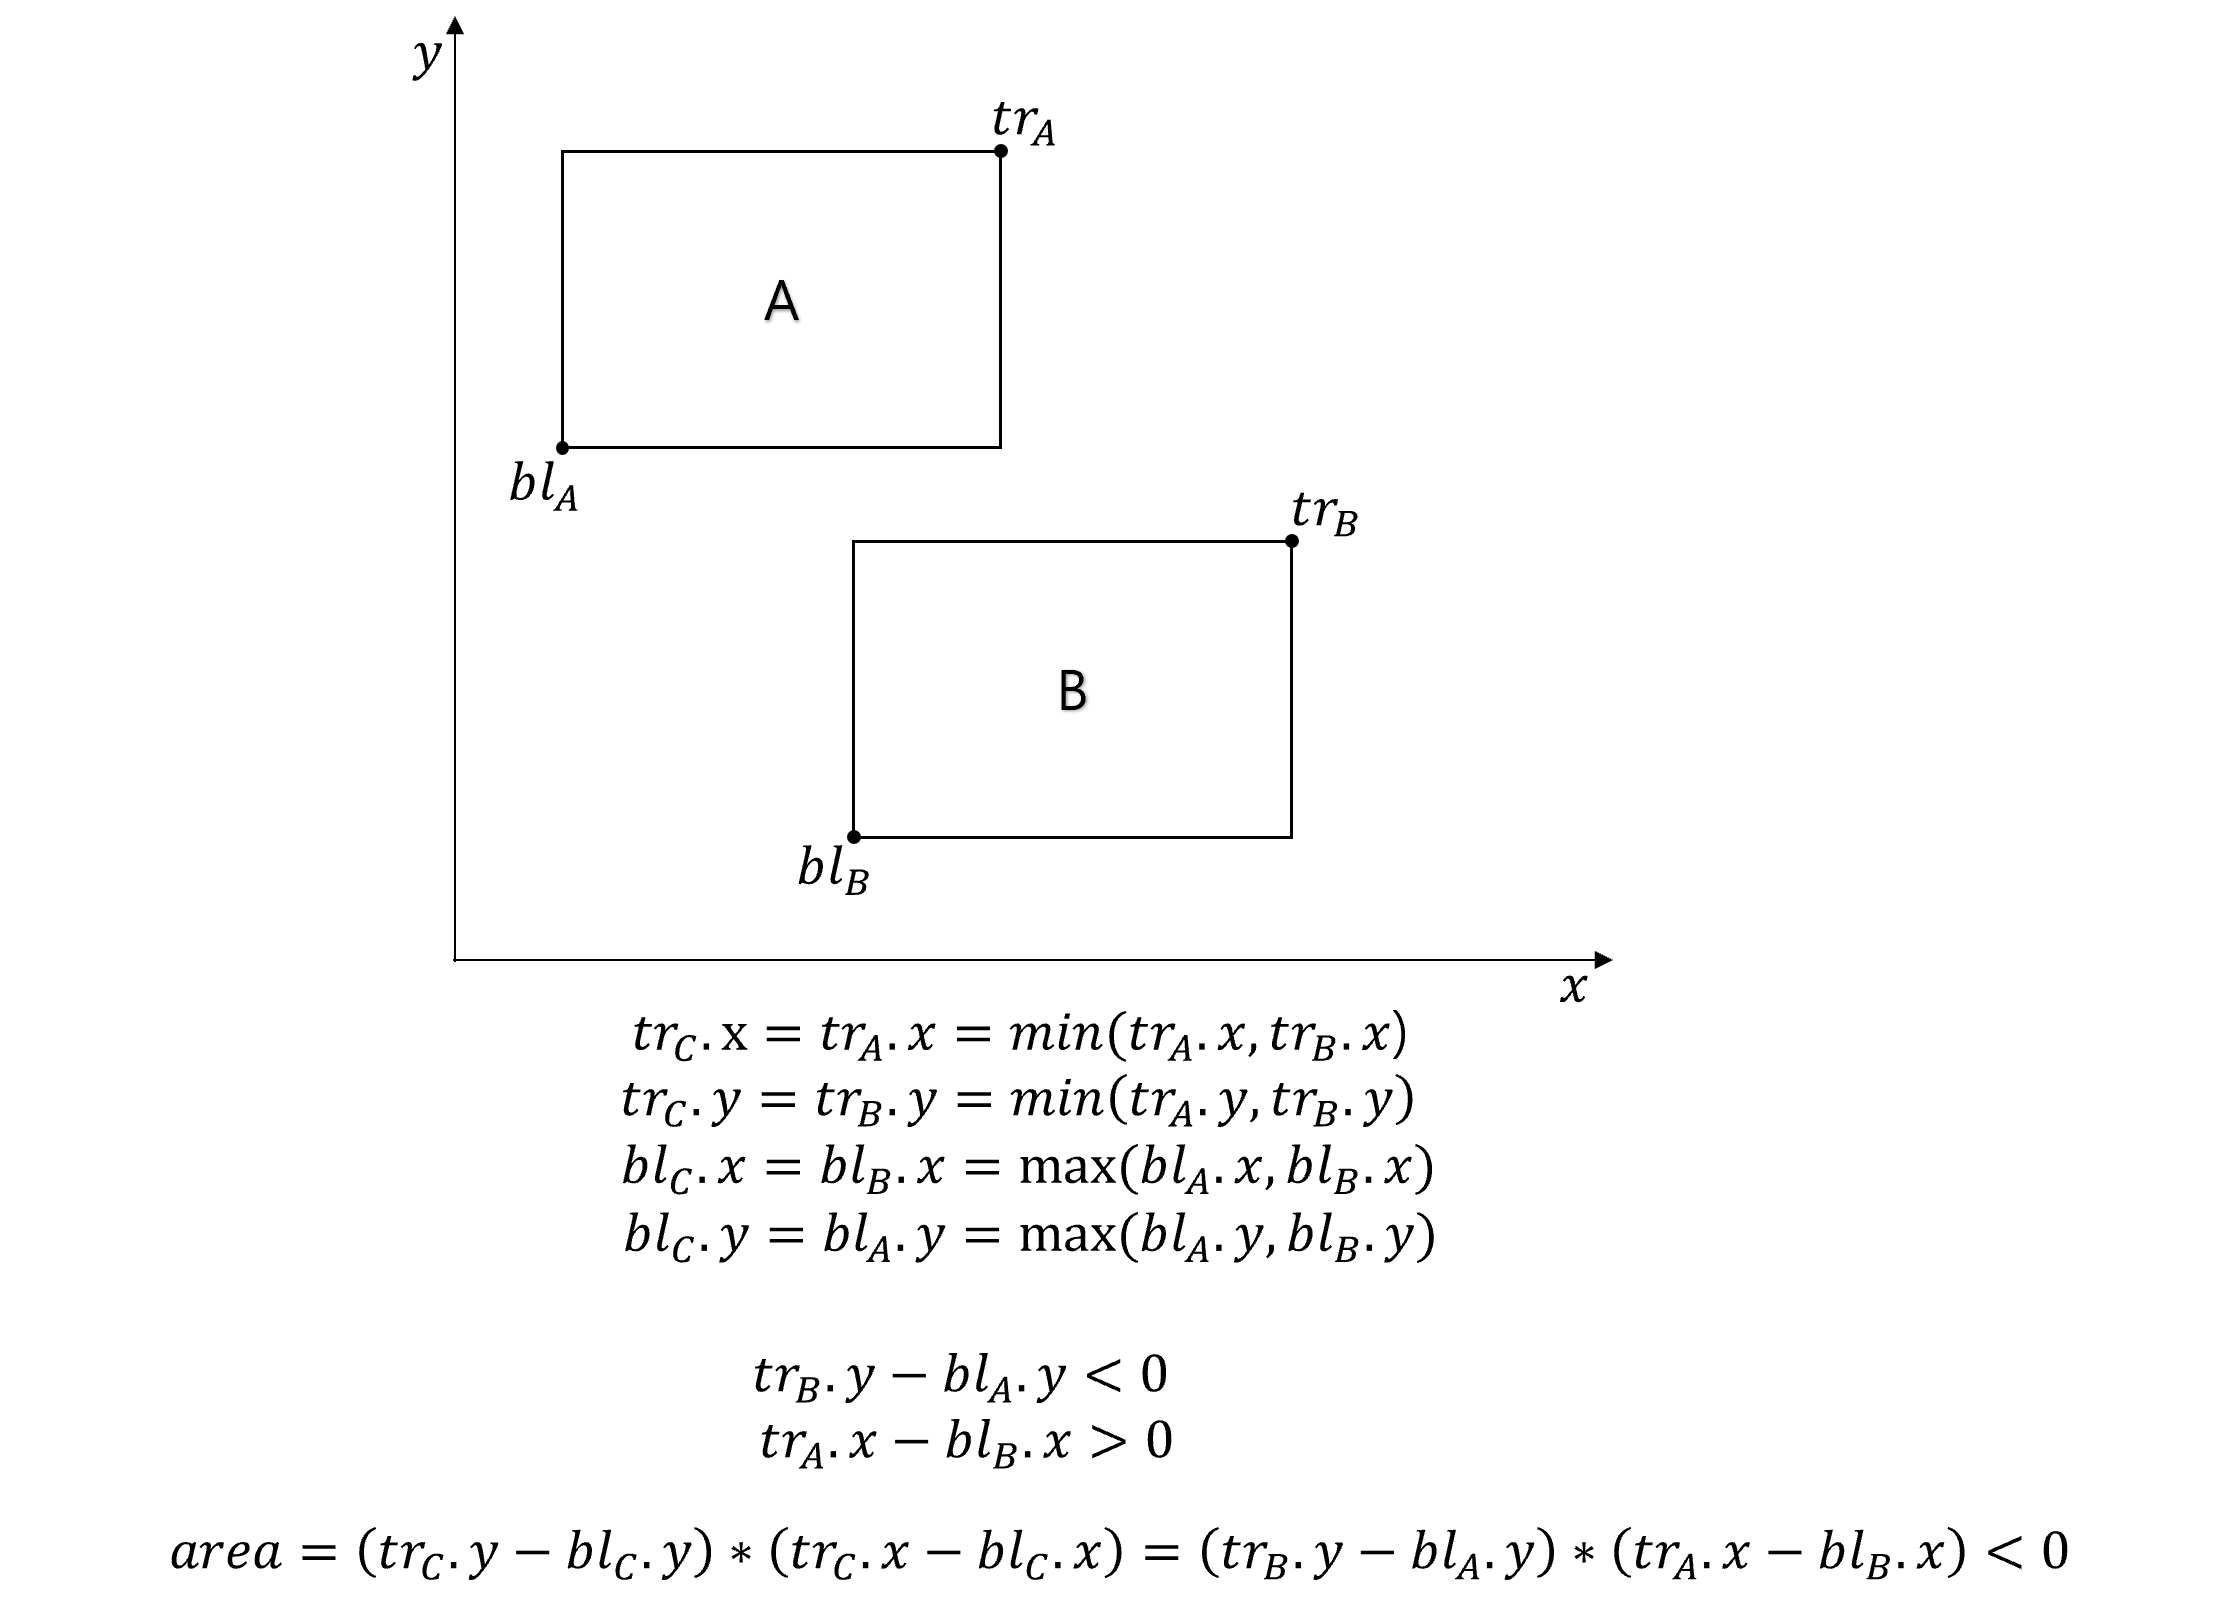 y
tr_A
A
bl_A
tr_B
B
bl_B
x
tr_C.x = tr_A.x = min(tr_A.x, tr_B.x)
tr_C.y = tr_B.y = min(tr_A.y, tr_B.y)
bl_C.x = bl_B.x = max(bl_A.x, bl_B.x)
bl_C.y = bl_A.y = max(bl_A.y, bl_B.y)
tr_B.y − bl_A.y < 0
tr_A.x − bl_B.x > 0
area = (tr_C.y − bl_C.y) ∗ (tr_C.x − bl_C.x) = (tr_B.y − bl_A.y) ∗ (tr_A.x − bl_B.x) < 0